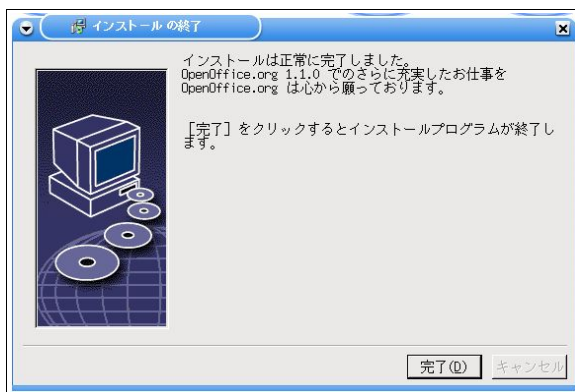 インストール の終了
インストールは正常に完了しました。
OpenOffice.org 1.1.0 でのさらに充実したお仕事を
OpenOffice.org は心から願っております。
［完了］をクリックするとインストールプログラムが終了し
ます。
完了(D)
キャンセル